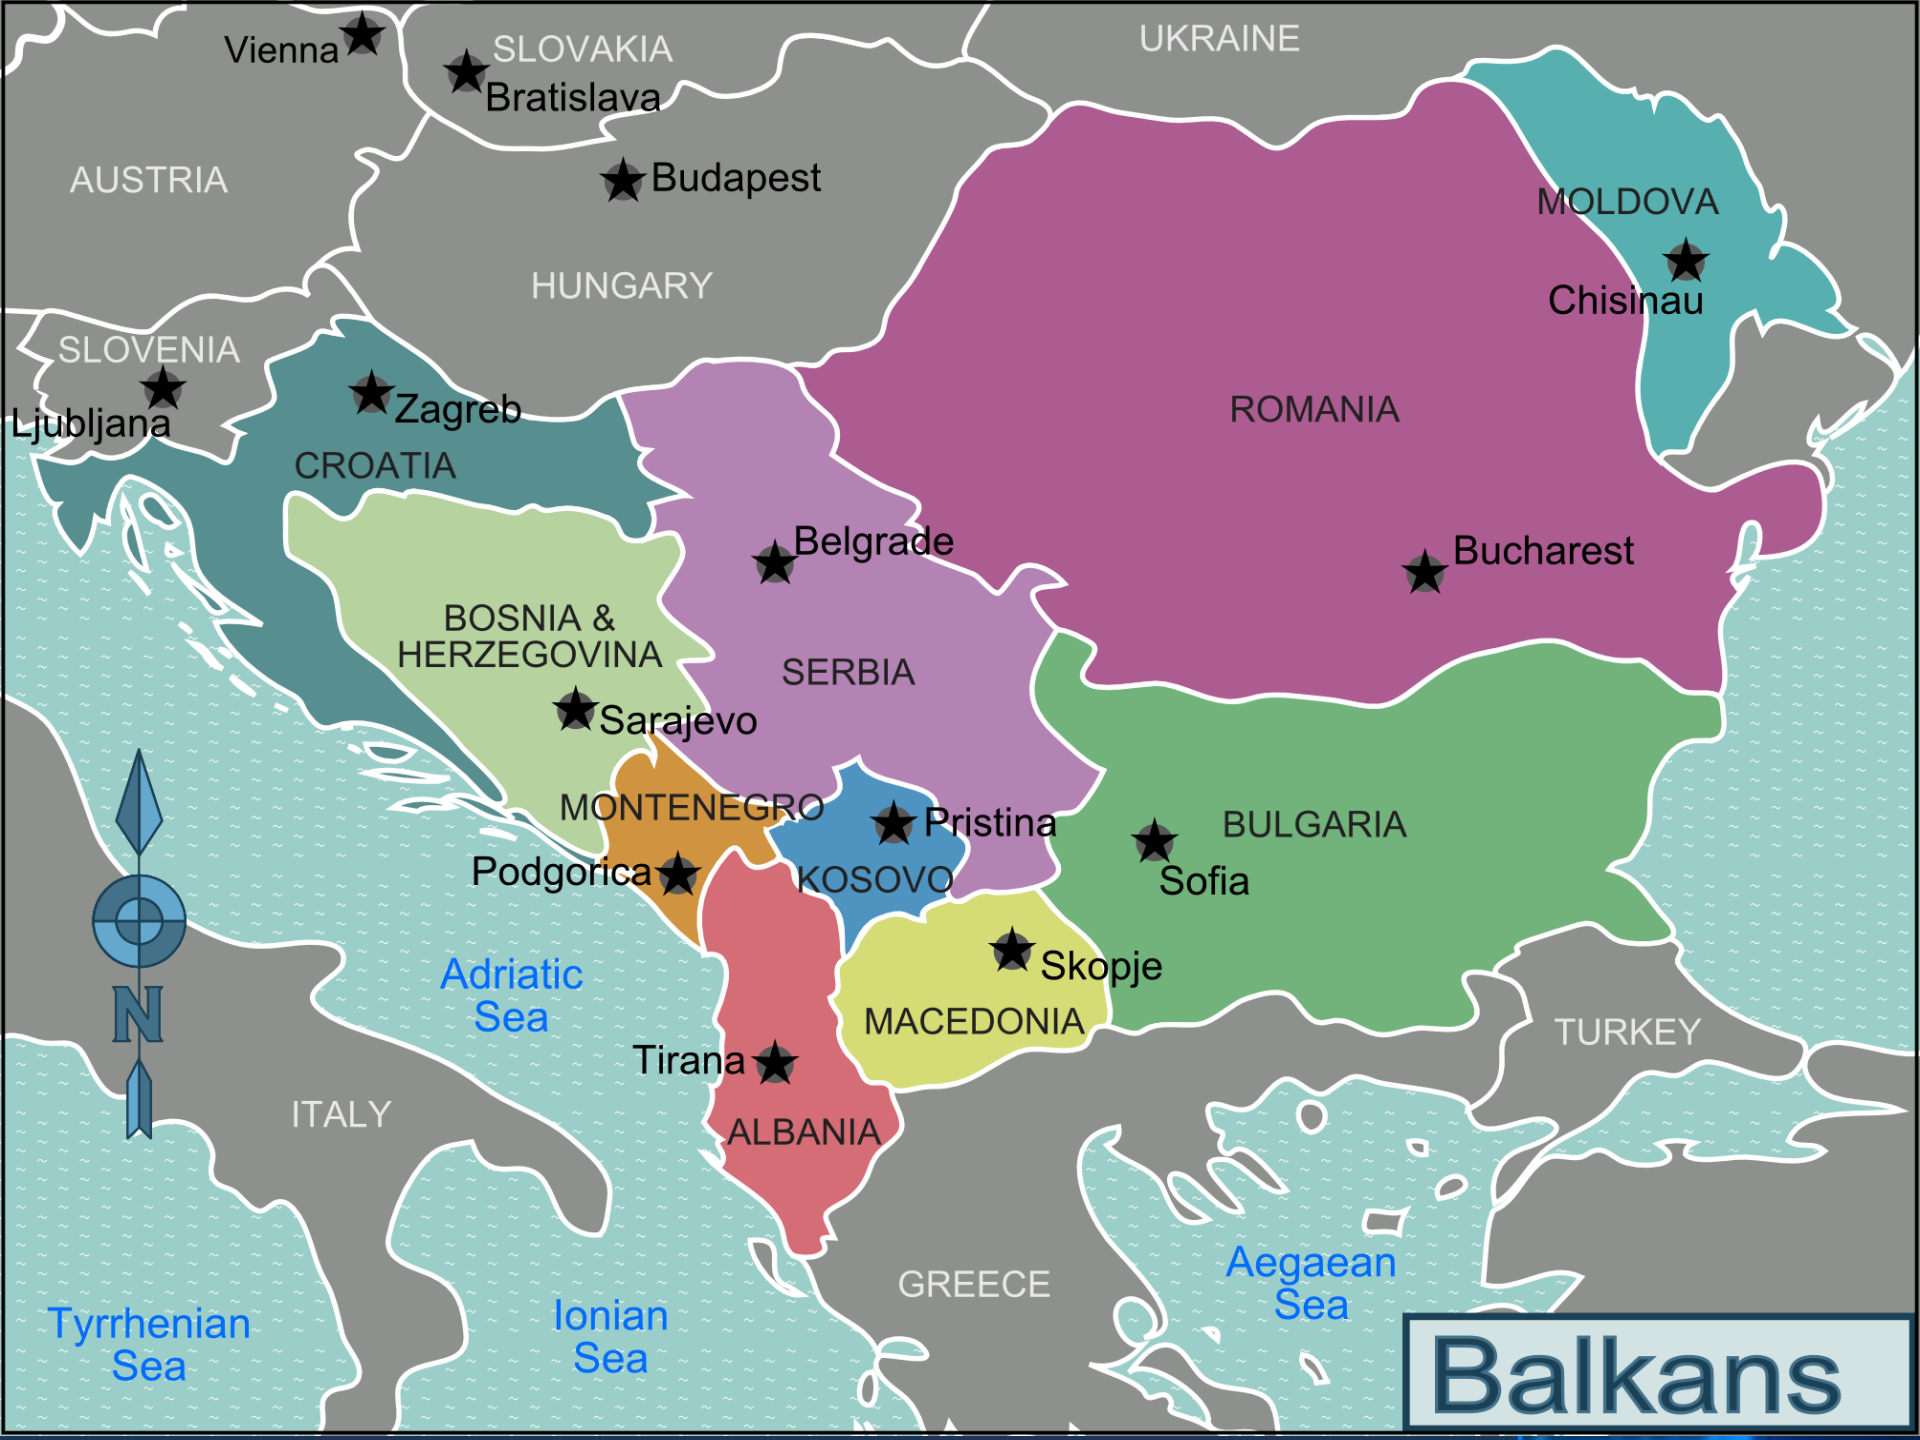 Vienna
SLOVAKIA
Bratislava
UKRAINE
AUSTRIA
Budapest
MOLDOVA
HUNGARY
Chisinau
SLOVENIA
Ljubljana
Zagreb
CROATIA
ROMANIA
Belgrade
Bucharest
BOSNIA &
HERZEGOVINA
SERBIA
Sarajevo
MONTENEGRO
Pristina
BULGARIA
Podgorica
KOSOVO
Sofia
Adriatic
Sea
Skopje
MACEDONIA
N
TURKEY
Tirana
ITALY
ALBANIA
GREECE
Aegaean
Sea
Tyrrhenian
Sea
Ionian
Sea
Balkans